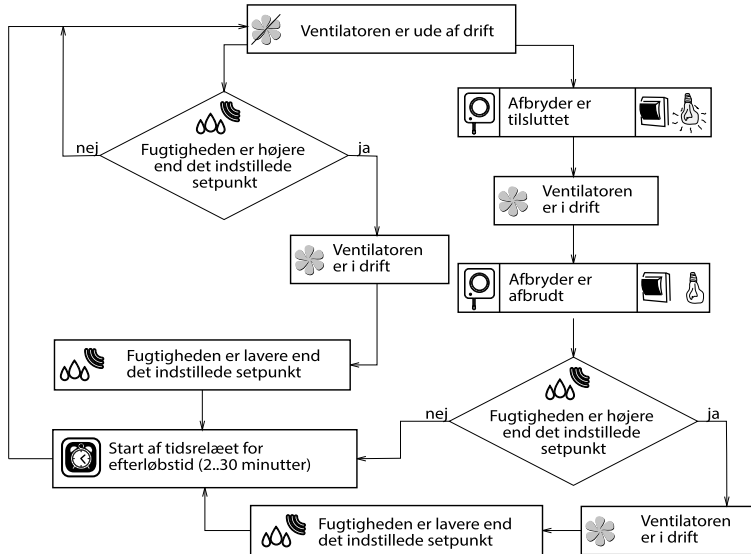 Ventilatoren er ude af drift
Afbryder er
tilsluttet
Fugtigheden er højere
end det indstillede
setpunkt
nej
ja
Ventilatoren
er i drift
Ventilatoren
er i drift
Afbryder er
afbrudt
Fugtigheden er lavere end
det indstillede setpunkt
Fugtigheden er højere
end det indstillede
setpunkt
nej
ja
Start af tidsrelæet for
efterløbstid (2..30 minutter)
Fugtigheden er lavere end
det indstillede setpunkt
Ventilatoren
er i drift